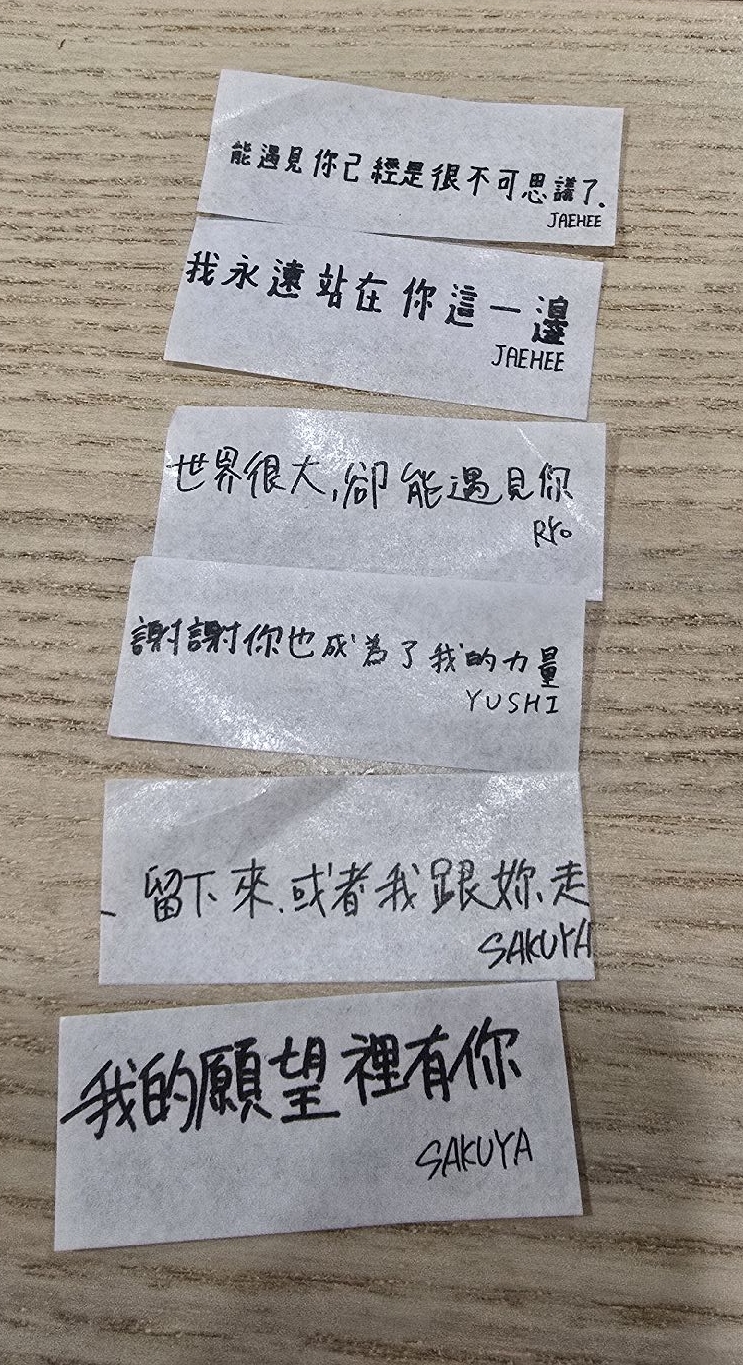 能遇見你已經是很不可思議了.
JAEHEE
我永遠站在你這一邊
JAEHEE
世界很大,卻能遇見你
RYO
謝謝你也成為了我的力量
YUSHI
留下來.或者我跟妳走
SAKUYA
我的願望裡有你
SAKUYA